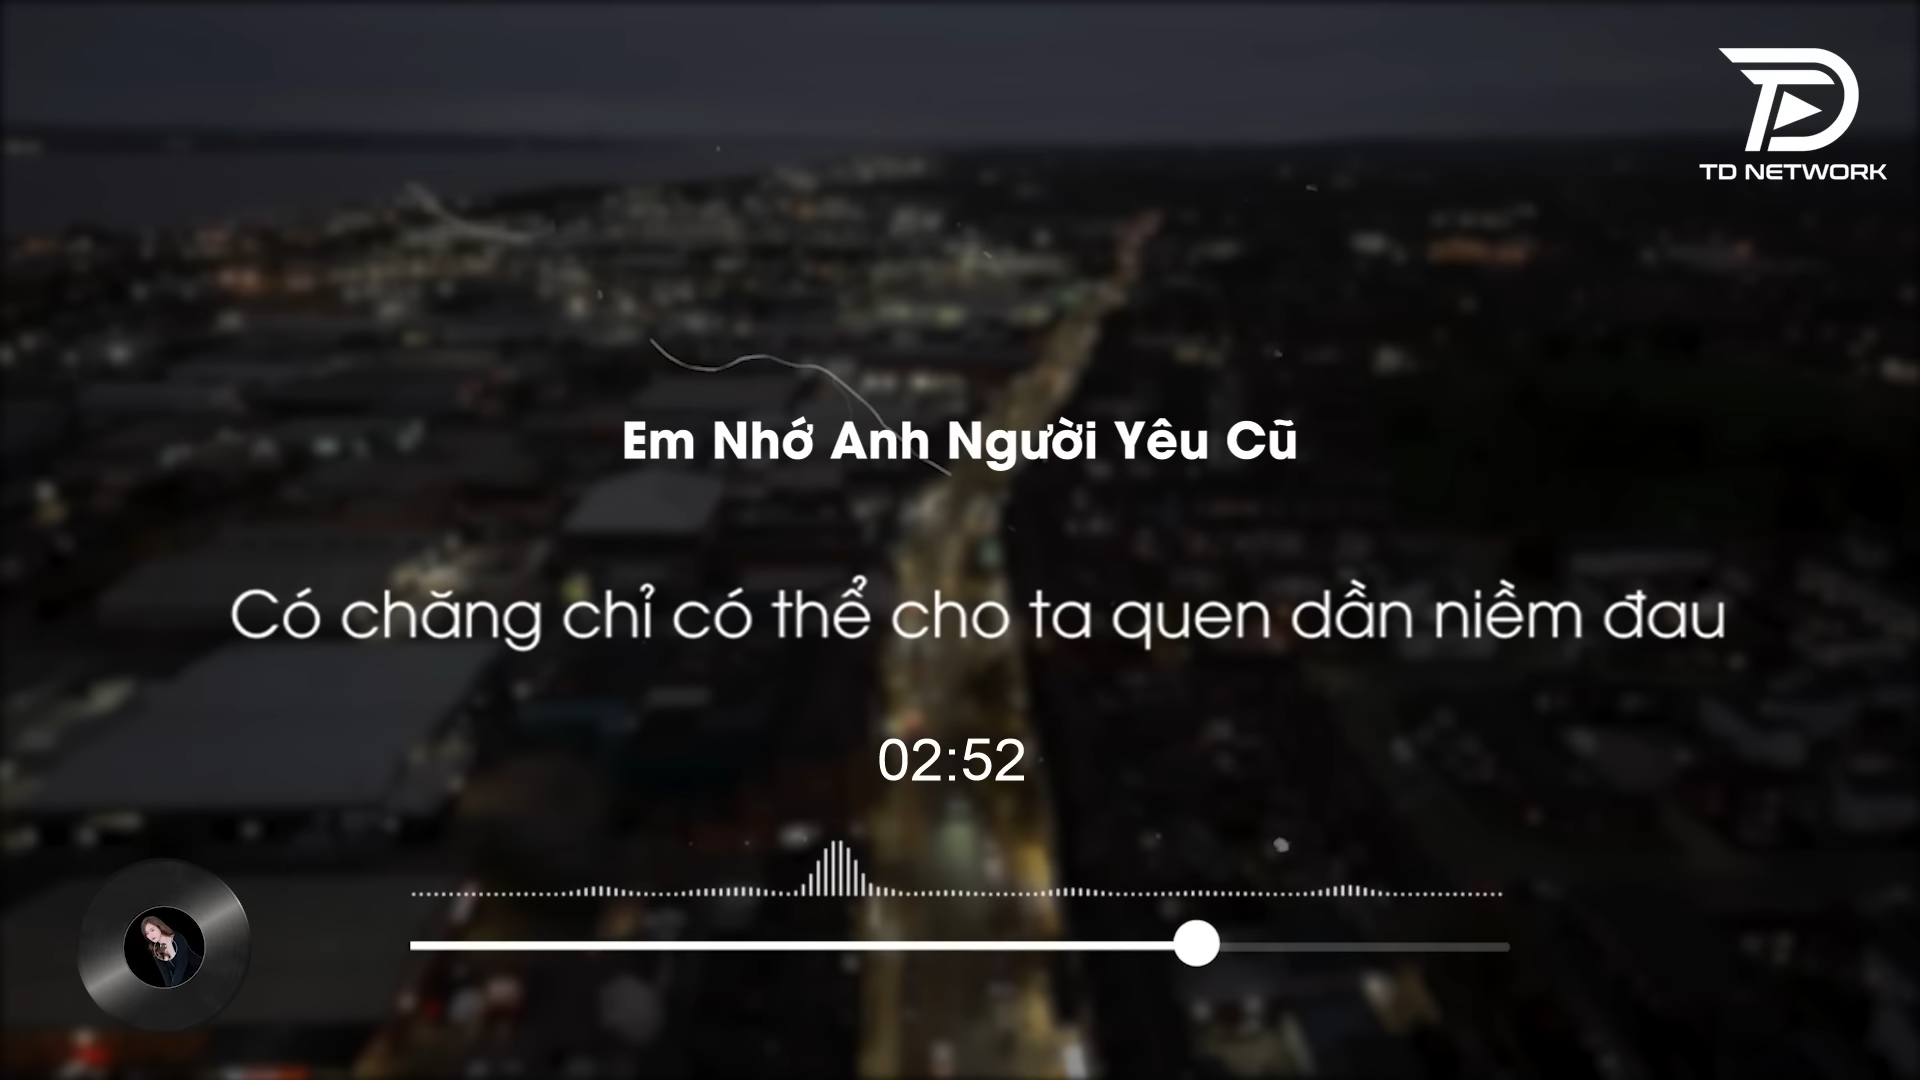 TD NETWORK
Em Nhớ Anh Người Yêu Cũ
Có chăng chỉ có thể cho ta quen dần niềm đau
02:52